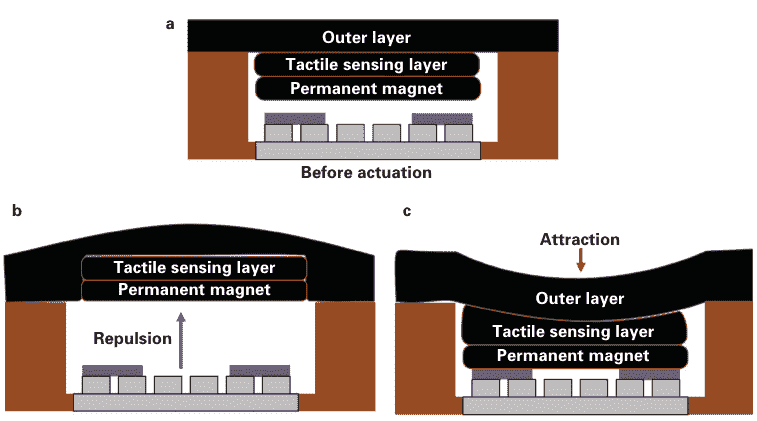 a
Outer layer
Tactile sensing layer
Permanent magnet
Before actuation
b
Tactile sensing layer
Permanent magnet
Repulsion
c
Attraction
Outer layer
Tactile sensing layer
Permanent magnet